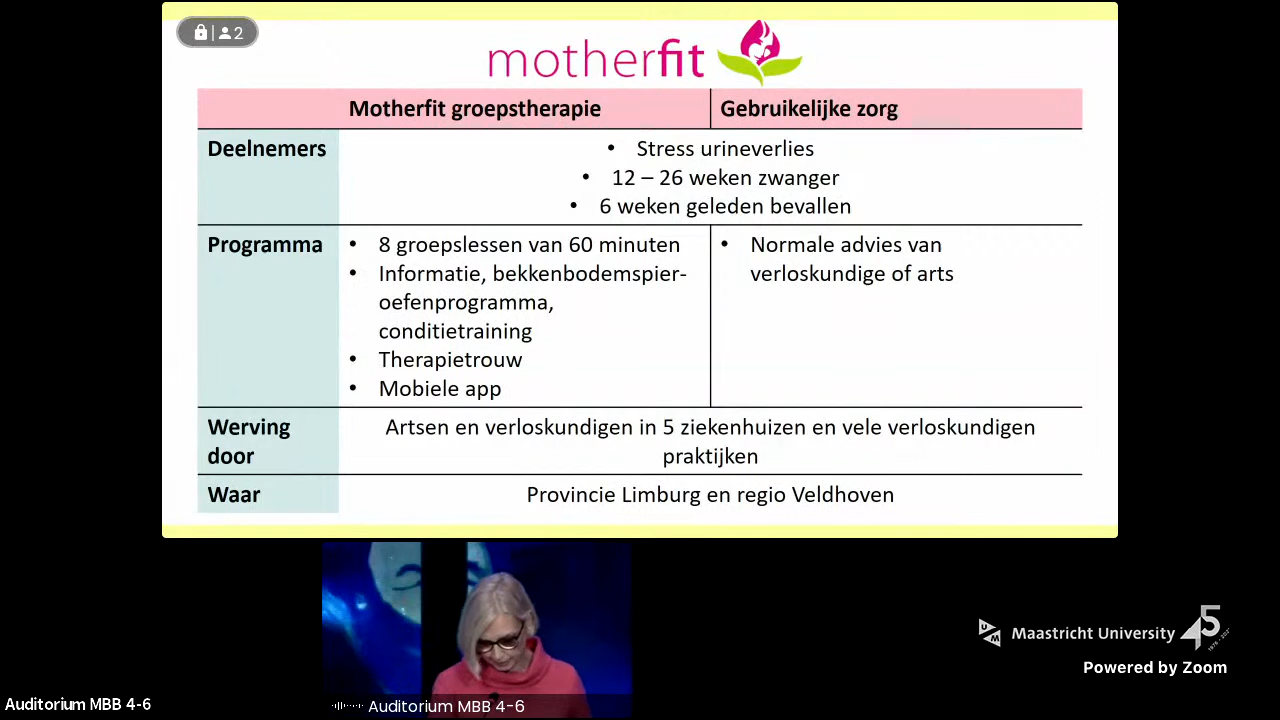 2
motherfit
Motherfit groepstherapie
Gebruikelijke zorg
Deelnemers
• Stress urineverlies
• 12 – 26 weken zwanger
• 6 weken geleden bevallen
Programma
• 8 groepslessen van 60 minuten
• Informatie, bekkenbodemspier-
oefenprogramma,
conditietraining
• Therapietrouw
• Mobiele app
• Normale advies van
verloskundige of arts
Werving
door
Artsen en verloskundigen in 5 ziekenhuizen en vele verloskundigen
praktijken
Waar
Provincie Limburg en regio Veldhoven
UM Maastricht University 45
Powered by Zoom
Auditorium MBB 4-6
Auditorium MBB 4-6